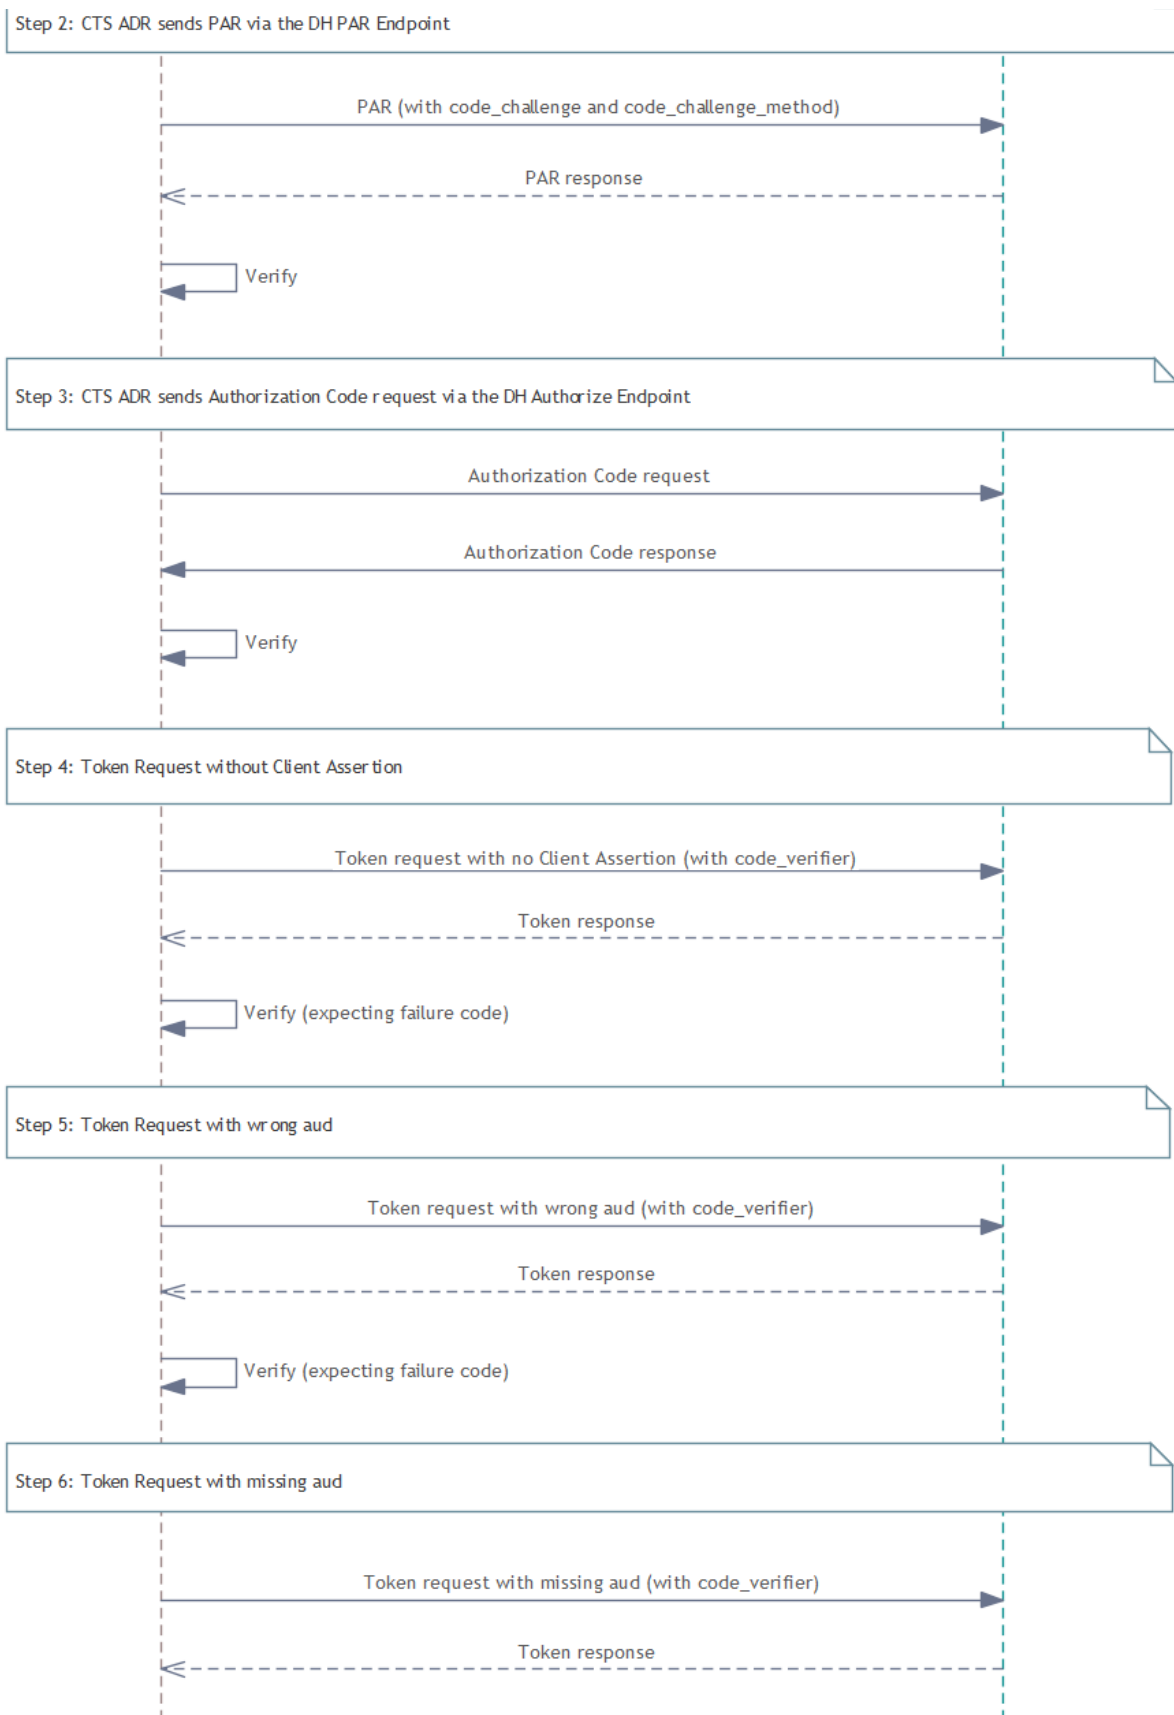 Step 2: CTS ADR sends PAR via the DH PAR Endpoint
PAR (with code_challenge and code_challenge_method)
PAR response
Verify
Step 3: CTS ADR sends Authorization Code request via the DH Authorize Endpoint
Authorization Code request
Authorization Code response
Verify
Step 4: Token Request without Client Assertion
Token request with no Client Assertion (with code_verifier)
Token response
Verify (expecting failure code)
Step 5: Token Request with wrong aud
Token request with wrong aud (with code_verifier)
Token response
Verify (expecting failure code)
Step 6: Token Request with missing aud
Token request with missing aud (with code_verifier)
Token response